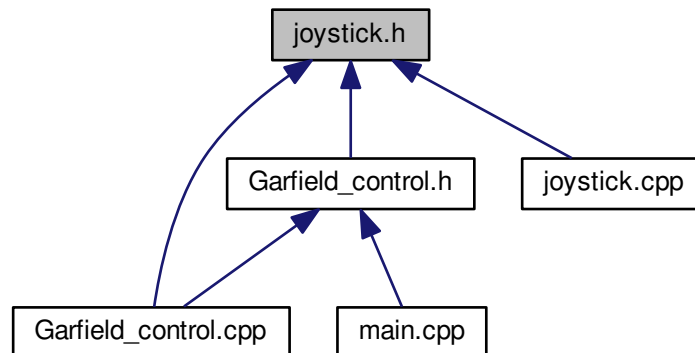 joystick.h
Garfield_control.h
joystick.cpp
Garfield_control.cpp
main.cpp